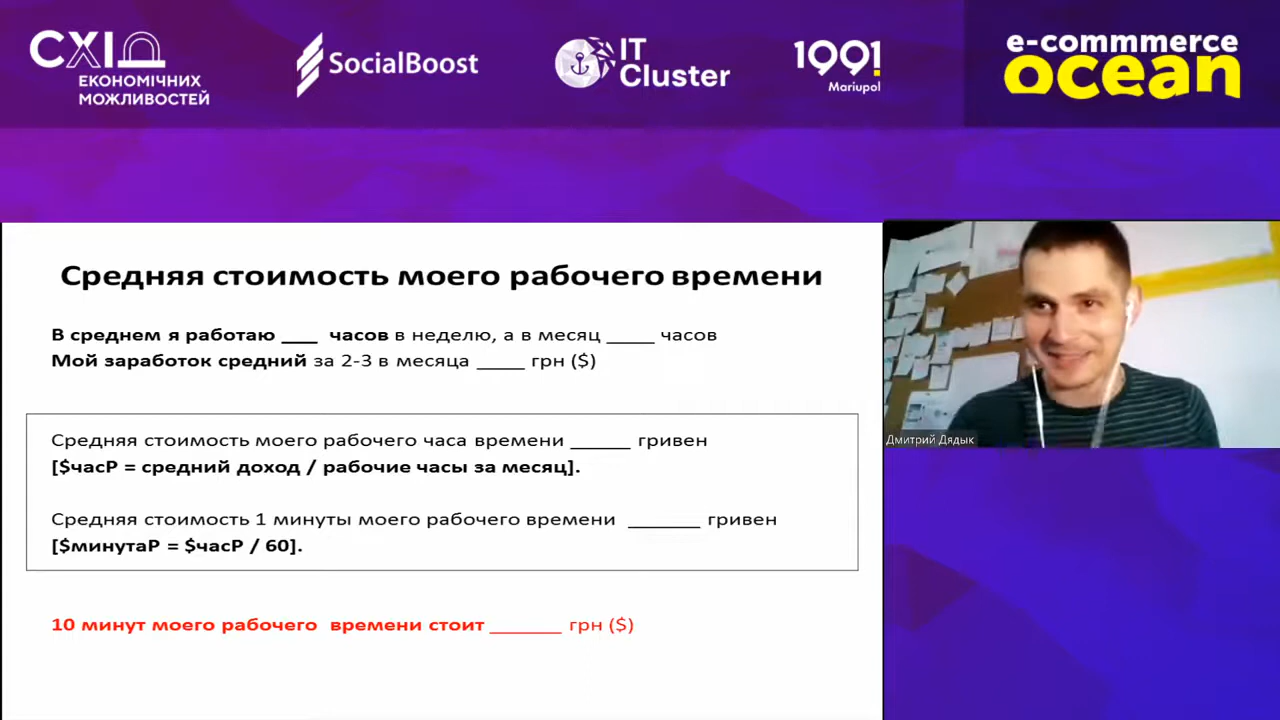 СХІД
ЕКОНОМІЧНИХ
МОЖЛИВОСТЕЙ
SocialBoost
IT
Cluster
1991
Mariupol
e-commmerce
ocean
Средняя стоимость моего рабочего времени
В среднем я работаю ___ часов в неделю, а в месяц ____ часов
Мой заработок средний за 2-3 в месяца ____ грн ($)
Средняя стоимость моего рабочего часа времени _____ гривен
[$часР = средний доход / рабочие часы за месяц].
Средняя стоимость 1 минуты моего рабочего времени ______ гривен
[$минутаР = $часР / 60].
10 минут моего рабочего времени стоит ______ грн ($)
Дмитрий Дядык